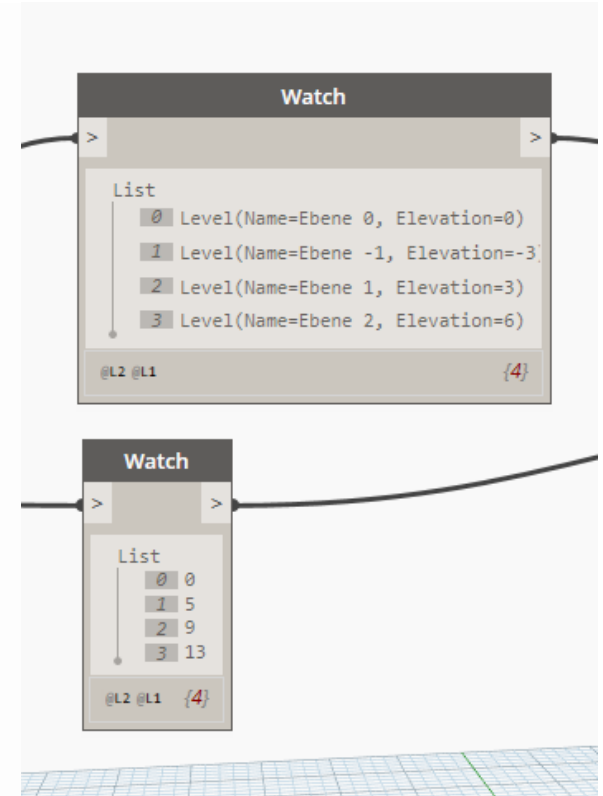 Watch
> >
List
0 Level(Name=Ebene 0, Elevation=0)
1 Level(Name=Ebene -1, Elevation=-3)
2 Level(Name=Ebene 1, Elevation=3)
3 Level(Name=Ebene 2, Elevation=6)
@L2 @L1 {4}
Watch
> >
List
0 0
1 5
2 9
3 13
@L2 @L1 {4}